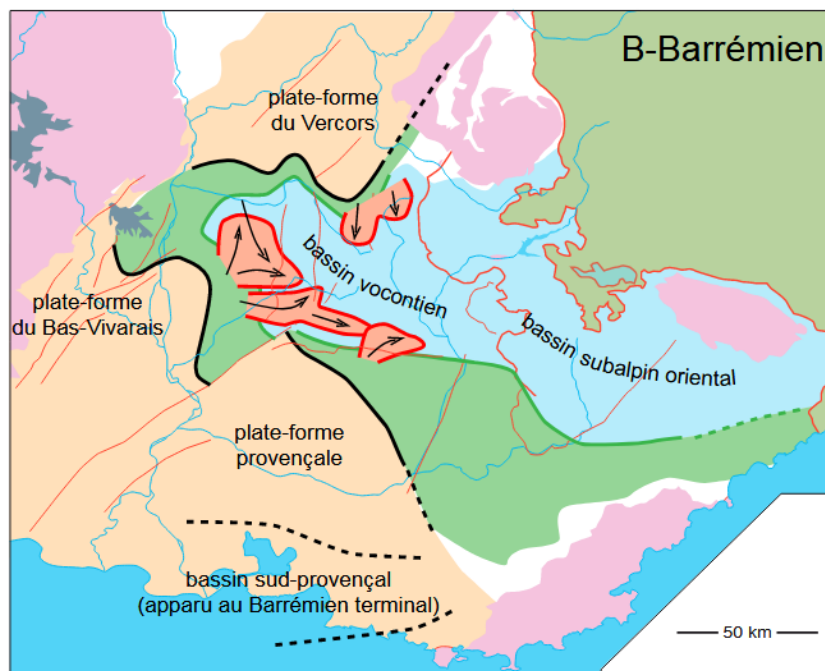 B-Barrémien
plate-forme
du Vercors
bassin vocontien
plate-forme
du Bas-Vivarais
bassin subalpin oriental
plate-forme
provençale
bassin sud-provençal
(apparu au Barrémien terminal)
50 km